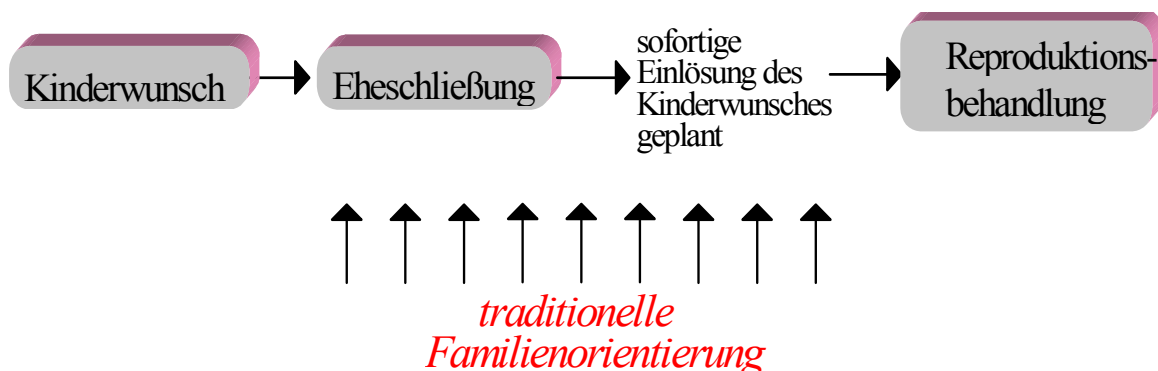 Kinderwunsch
Eheschließung
sofortige
Einlösung des
Kinderwunsches
geplant
Reproduktions-
behandlung
traditionelle
Familienorientierung